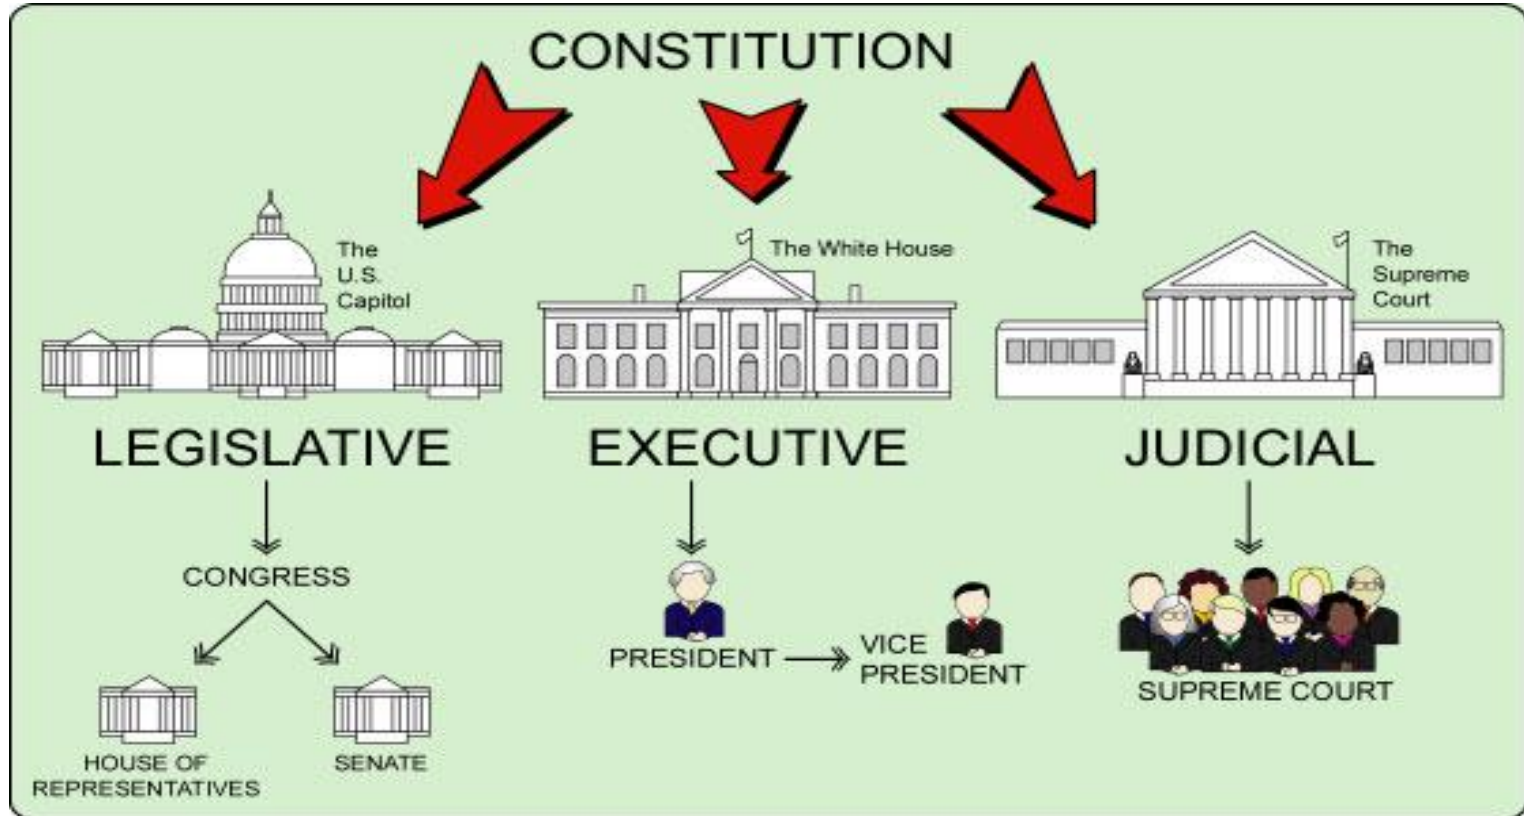 CONSTITUTION
The
U.S.
Capitol
The White House
The
Supreme
Court
LEGISLATIVE
EXECUTIVE
JUDICIAL
CONGRESS
HOUSE OF
REPRESENTATIVES
SENATE
PRESIDENT
VICE
PRESIDENT
SUPREME COURT